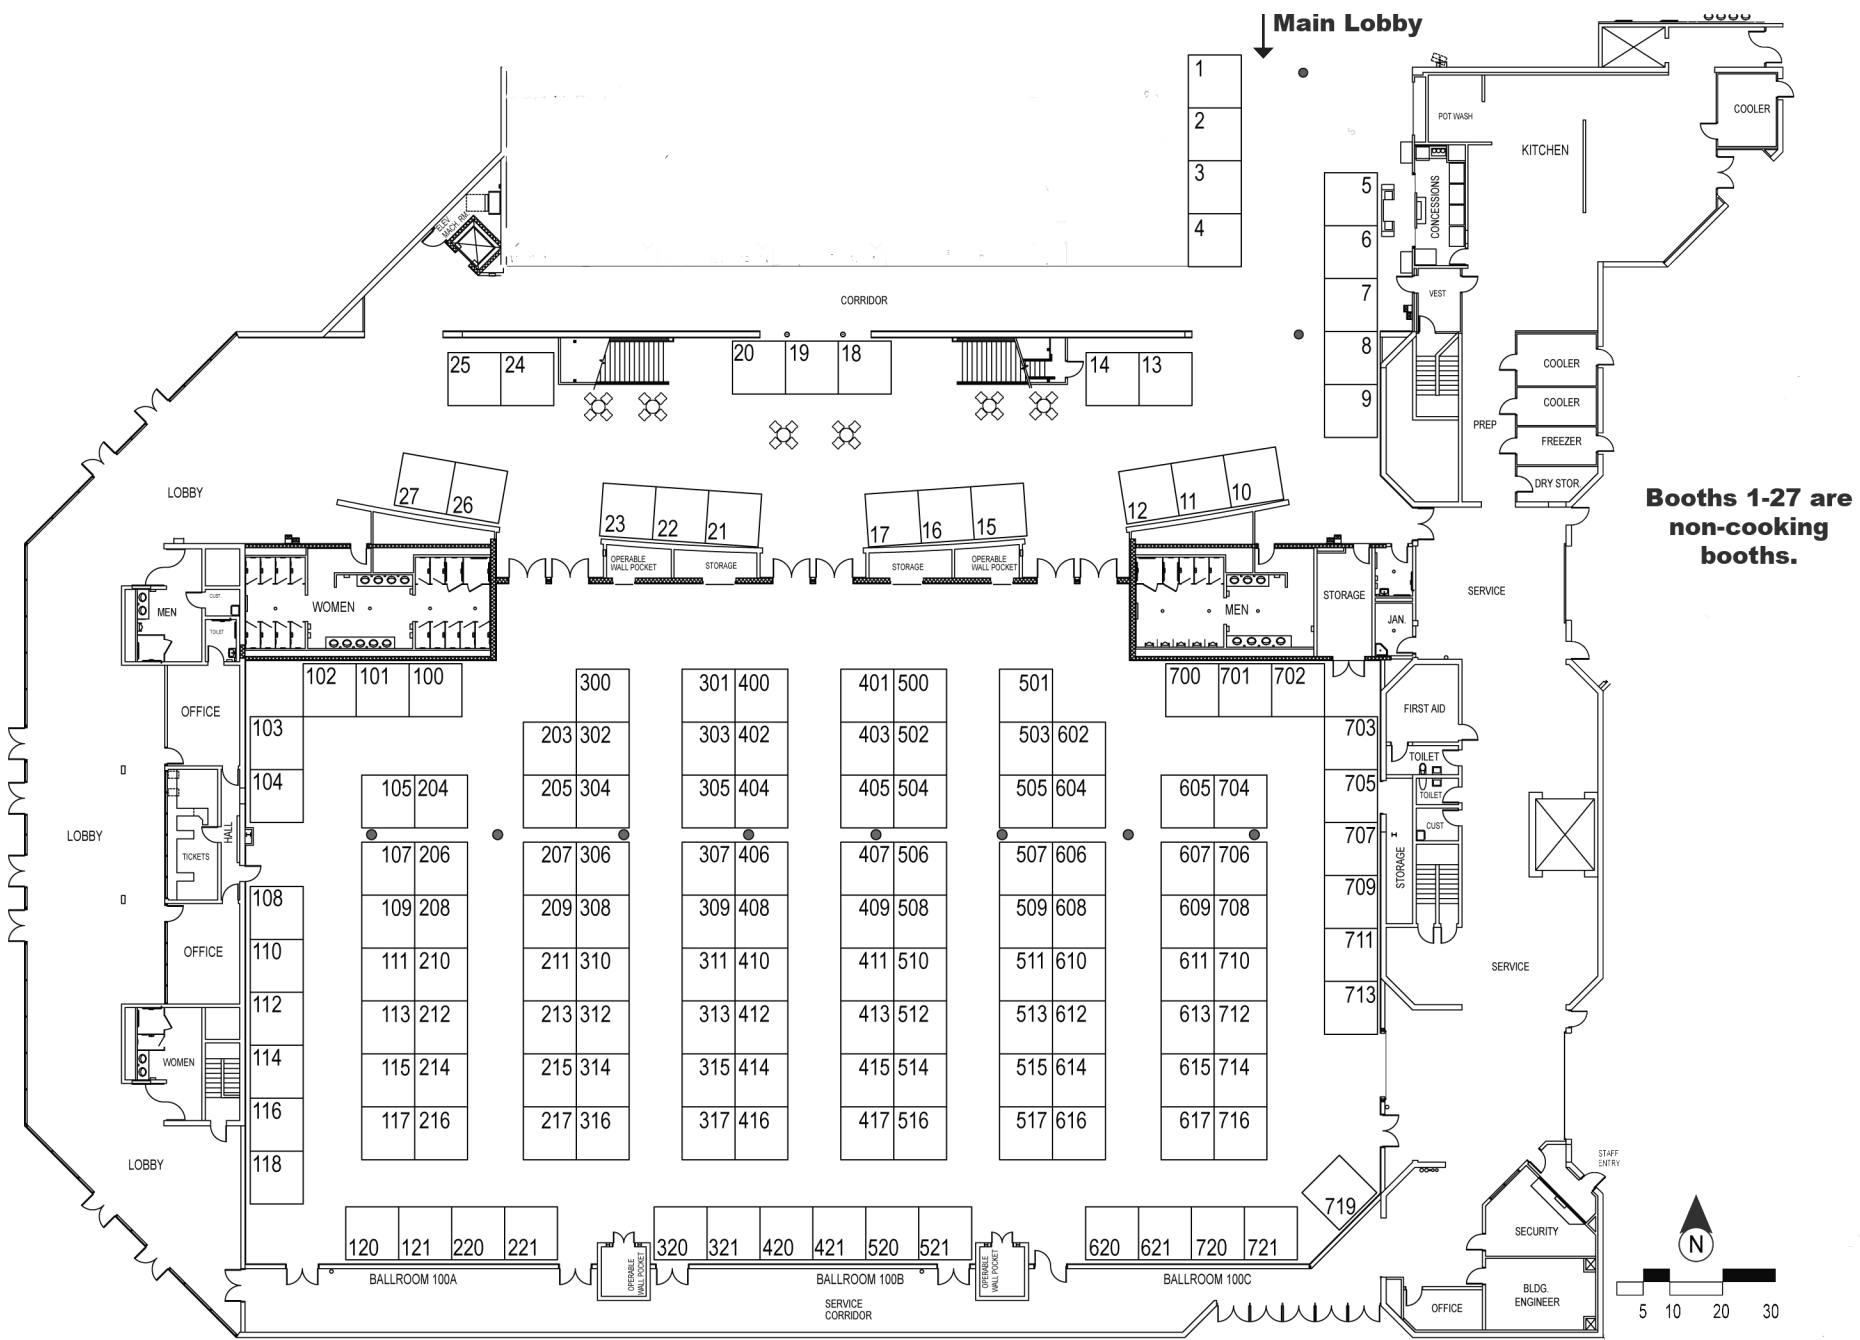 Main Lobby
1
2
3
4
5
6
7
8
9
POT WASH
KITCHEN
COOLER
CONCESSIONS
VEST
ELEV
MACH. RM.
CORRIDOR
25 24
20 19 18
14 13
COOLER
COOLER
FREEZER
DRY STOR.
PREP
LOBBY
27 26
23 22 21
17 16 15
12 11 10
Booths 1-27 are
non-cooking
booths.
OPERABLE
WALL POCKET
STORAGE
STORAGE
OPERABLE
WALL POCKET
MEN
CUST.
TOILET
WOMEN
MEN
STORAGE
JAN.
SERVICE
102 101 100
300
301 400
401 500
501
700 701 702
OFFICE
FIRST AID
103
203 302
303 402
403 502
503 602
703
TOILET
104
105 204
205 304
305 404
405 504
505 604
605 704
705
TOILET
LOBBY
HALL
TICKETS
CUST
STORAGE
107 206
207 306
307 406
407 506
507 606
607 706
707
108
109 208
209 308
309 408
409 508
509 608
609 708
709
OFFICE
110
111 210
211 310
311 410
411 510
511 610
611 710
711
SERVICE
112
113 212
213 312
313 412
413 512
513 612
613 712
713
WOMEN
114
115 214
215 314
315 414
415 514
515 614
615 714
116
117 216
217 316
317 416
417 516
517 616
617 716
LOBBY
118
STAFF
ENTRY
719
120 121 220 221
320 321 420 421 520 521
620 621 720 721
SECURITY
N
OPERABLE
WALL POCKET
OPERABLE
WALL POCKET
BALLROOM 100A
BALLROOM 100B
BALLROOM 100C
SERVICE
CORRIDOR
BLDG.
ENGINEER
OFFICE
5 10 20 30